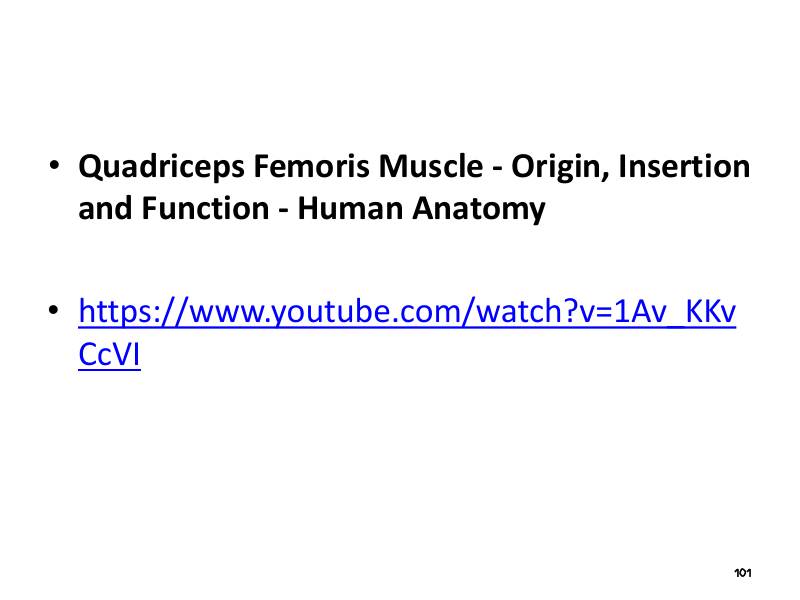 • Quadriceps Femoris Muscle - Origin, Insertion
and Function - Human Anatomy
• https://www.youtube.com/watch?v=1Av_KKv
CcVI
101